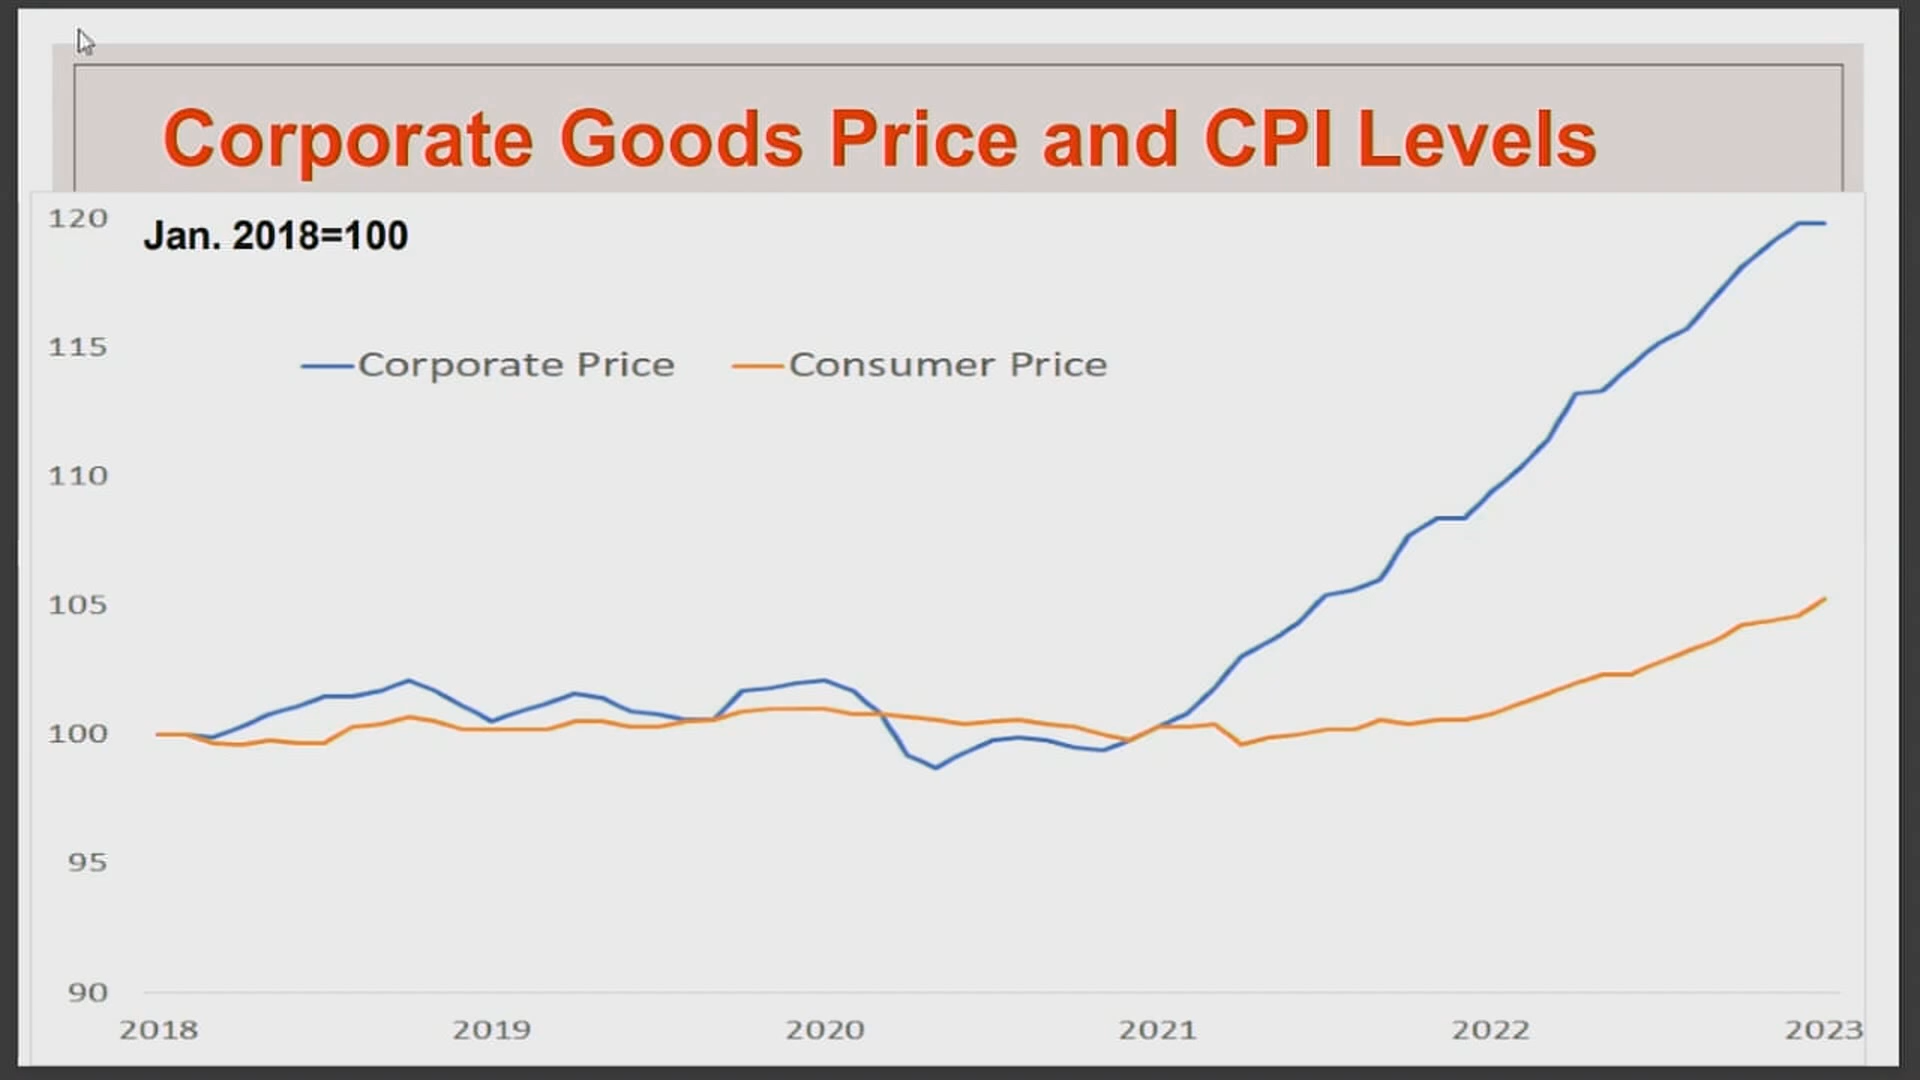 Corporate Goods Price and CPI Levels
120
Jan. 2018=100
115
Corporate Price
Consumer Price
110
105
100
95
90
2018 2019 2020 2021 2022 2023